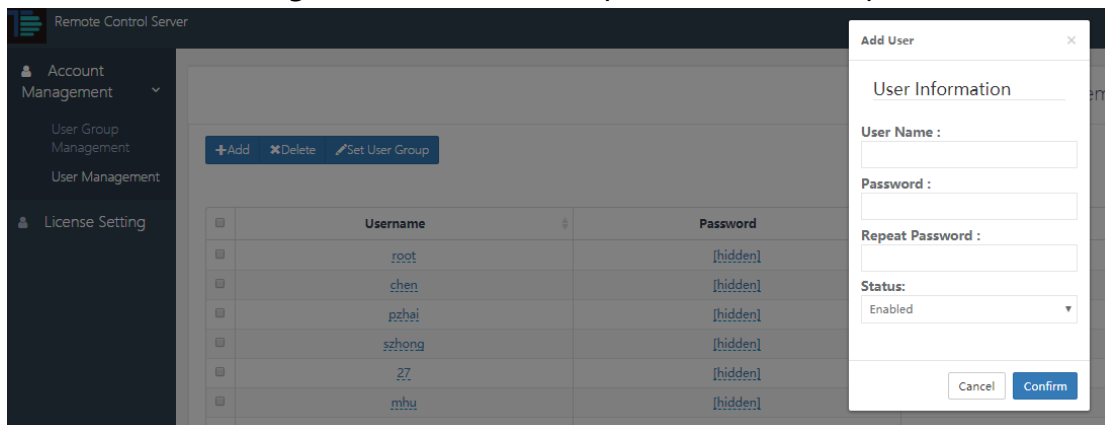 Remote Control Server
Account
Management
User Group
Management
User Management
License Setting
Add Delete Set User Group
Username Password
root [hidden]
chen [hidden]
pzhai [hidden]
szhong [hidden]
27 [hidden]
mhu [hidden]
Add User ×
User Information
User Name :
Password :
Repeat Password :
Status:
Enabled
Cancel Confirm